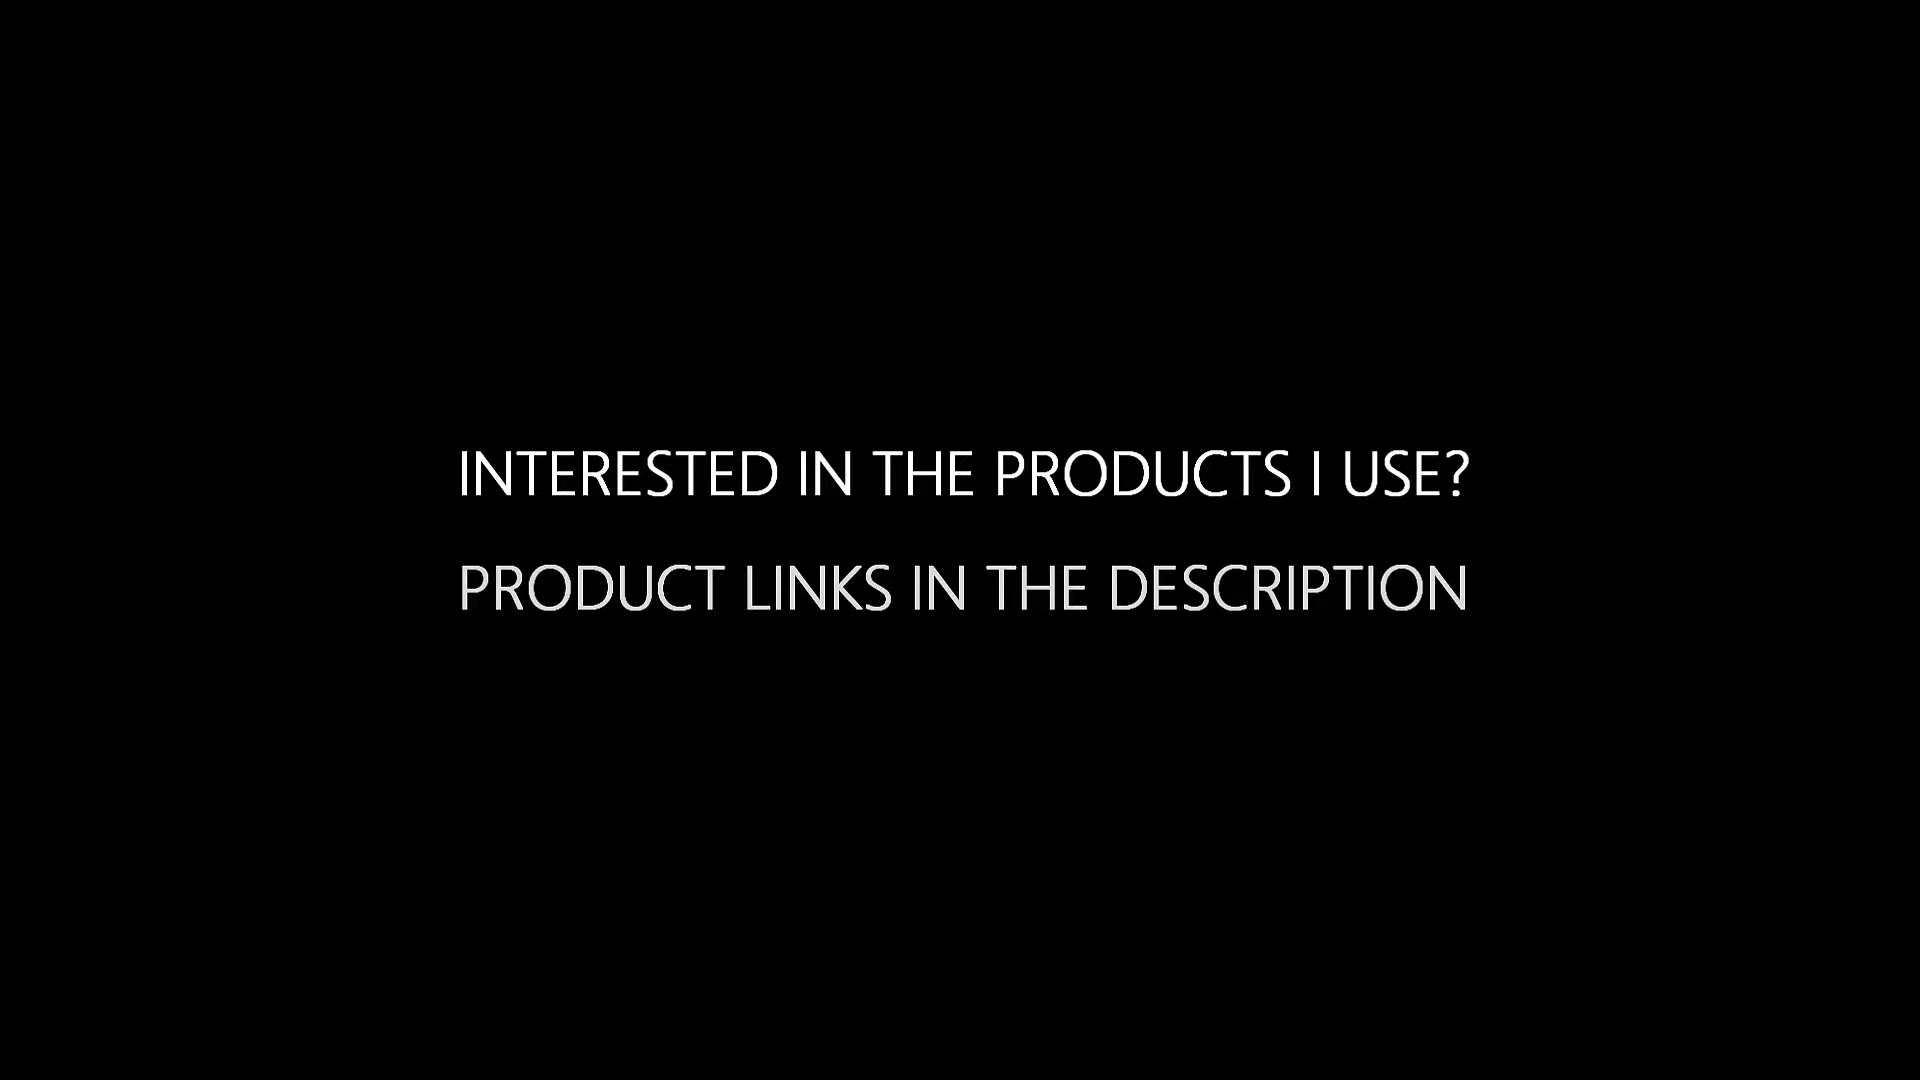 INTERESTED IN THE PRODUCTS I USE?
PRODUCT LINKS IN THE DESCRIPTION